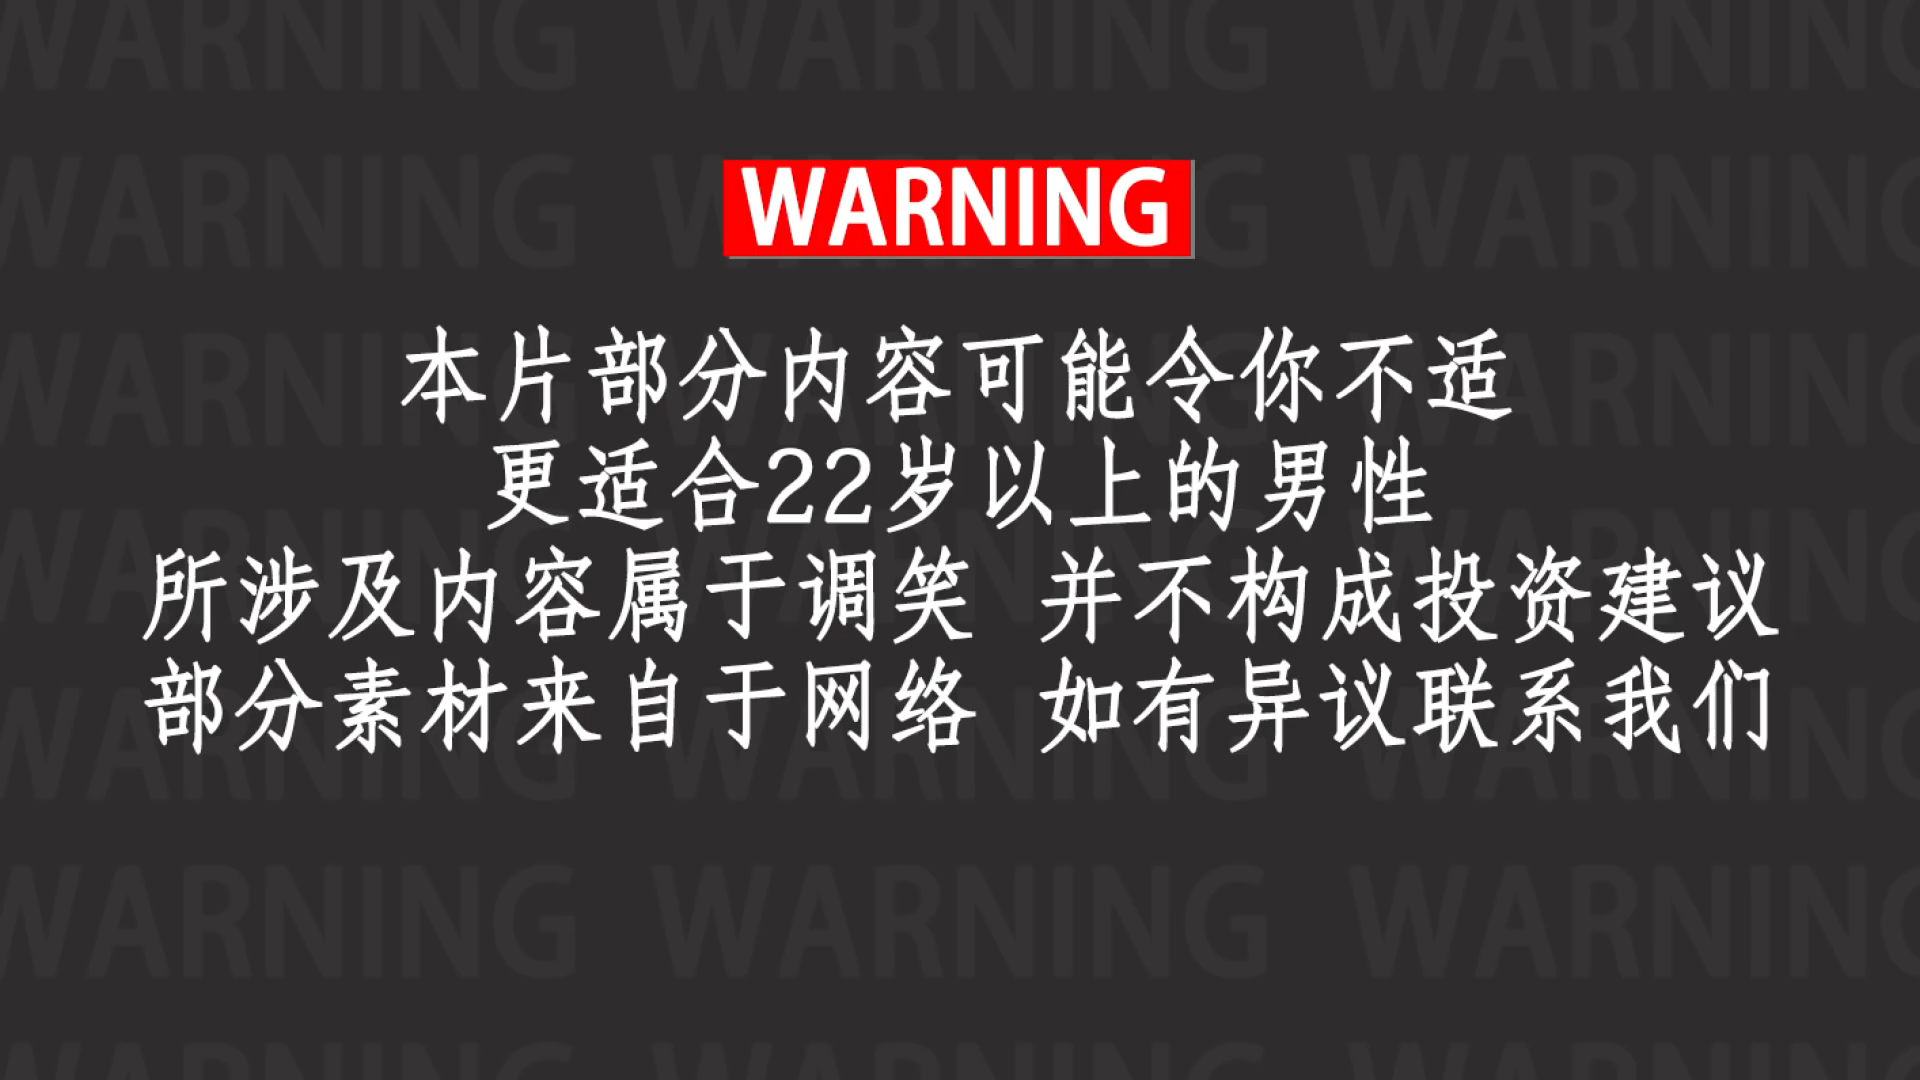 WARNING
本片部分内容可能令你不适
更适合22岁以上的男性
所涉及内容属于调笑 并不构成投资建议
部分素材来自于网络 如有异议联系我们